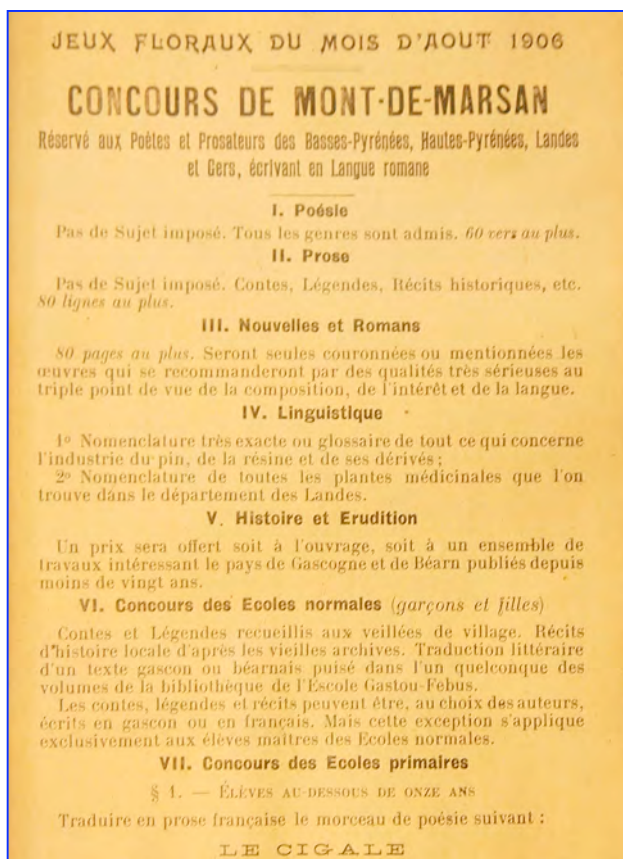 JEUX FLORAUX DU MOIS D'AOUT 1906
CONCOURS DE MONT-DE-MARSAN
Réservé aux Poètes et Prosateurs des Basses-Pyrénées, Hautes-Pyrénées, Landes
et Gers, écrivant en Langue romane
I. Poésie
Pas de Sujet imposé. Tous les genres sont admis. 60 vers au plus.
II. Prose
Pas de Sujet imposé. Contes, Légendes, Récits historiques, etc.
80 lignes au plus.
III. Nouvelles et Romans
80 pages au plus. Seront seules couronnées ou mentionnées les
œuvres qui se recommanderont par des qualités très sérieuses au
triple point de vue de la composition, de l'intérêt et de la langue.
IV. Linguistique
1º Nomenclature très exacte ou glossaire de tout ce qui concerne
l'industrie du pin, de la résine et de ses dérivés ;
2º Nomenclature de toutes les plantes médicinales que l'on
trouve dans le département des Landes.
V. Histoire et Erudition
Un prix sera offert soit à l'ouvrage, soit à un ensemble de
travaux intéressant le pays de Gascogne et de Béarn publiés depuis
moins de vingt ans.
VI. Concours des Ecoles normales (garçons et filles)
Contes et Légendes recueillis aux veillées de village. Récits
d'histoire locale d'après les vieilles archives. Traduction littéraire
d'un texte gascon ou béarnais puisé dans l'un quelconque des
volumes de la bibliothèque de l'Escole Gastou-Febus.
Les contes, légendes et récits peuvent être, au choix des auteurs,
écrits en gascon ou en français. Mais cette exception s'applique
exclusivement aux élèves maîtres des Ecoles normales.
VII. Concours des Ecoles primaires
§ 1. — ÉLÈVES AU-DESSOUS DE ONZE ANS
Traduire en prose française le morceau de poésie suivant :
LE CIGALE